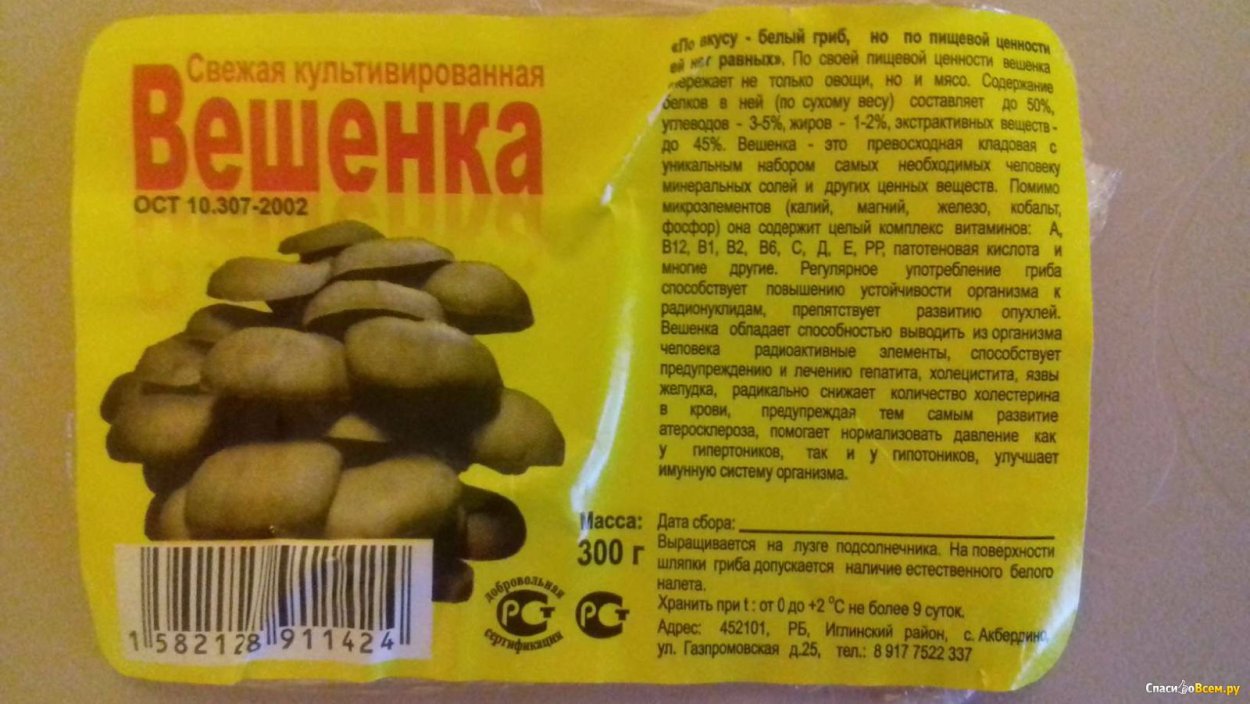 Свежая культивированная
Вешенка
ОСТ 10.307-2002
«По вкусу - белый гриб, но по пищевой ценности
ей нет равных». По своей пищевой ценности вешенка
опережает не только овощи, но и мясо. Содержание
белков в ней (по сухому весу) составляет до 50%,
углеводов - 3-5%, жиров - 1-2%, экстрактивных веществ -
до 45%. Вешенка - это превосходная кладовая с
уникальным набором самых необходимых человеку
минеральных солей и других ценных веществ. Помимо
микроэлементов (калий, магний, железо, кобальт,
фосфор) она содержит целый комплекс витаминов: А,
В12, В1, В2, В6, С, Д, Е, РР, патотеновая кислота и
многие другие. Регулярное употребление гриба
способствует повышению устойчивости организма к
радионуклидам, препятствует развитию опухлей.
Вешенка обладает способностью выводить из организма
человека радиоактивные элементы, способствует
предупреждению и лечению гепатита, холецистита, язвы
желудка, радикально снижает количество холестерина
в крови, предупреждая тем самым развитие
атеросклероза, помогает нормализовать давление как
у гипертоников, так и у гипотоников, улучшает
имунную систему организма.
Масса:
300 г
Дата сбора:
Выращивается на лузге подсолнечника. На поверхности
шляпки гриба допускается наличие естественного белого
налета.
Хранить при t : от 0 до +2 °С не более 9 суток.
Адрес: 452101, РБ, Иглинский район, с. Акбердино,
ул. Газпромовская д.25, тел.: 8 917 7522 337
добровольная
РСТ
сертификация
РСТ
1 582128 911424
СпасибоВсем.ру